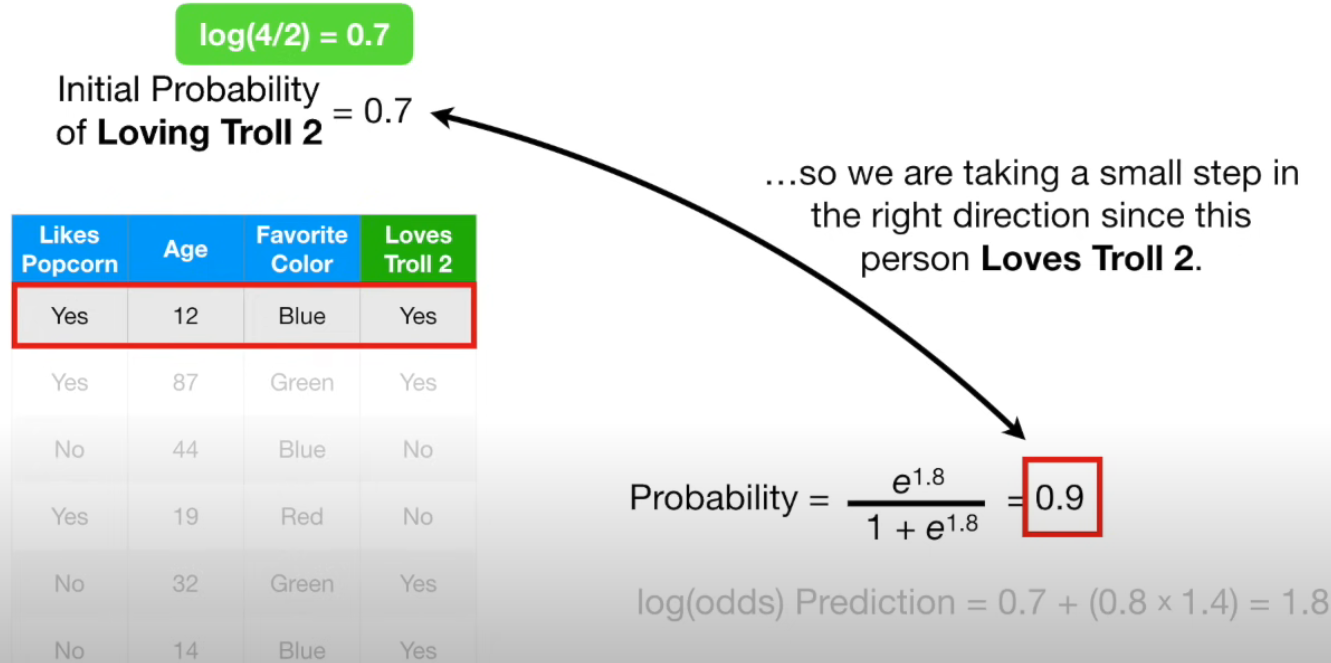 log(4/2) = 0.7
Initial Probability
of Loving Troll 2
= 0.7
...so we are taking a small step in
the right direction since this
person Loves Troll 2.
Likes Popcorn Age Favorite Color Loves Troll 2
Yes 12 Blue Yes
Yes 87 Green Yes
No 44 Blue No
Yes 19 Red No
No 32 Green Yes
No 14 Blue Yes
Probability = e^1.8 / 1 + e^1.8 = 0.9
log(odds) Prediction = 0.7 + (0.8 × 1.4) = 1.8